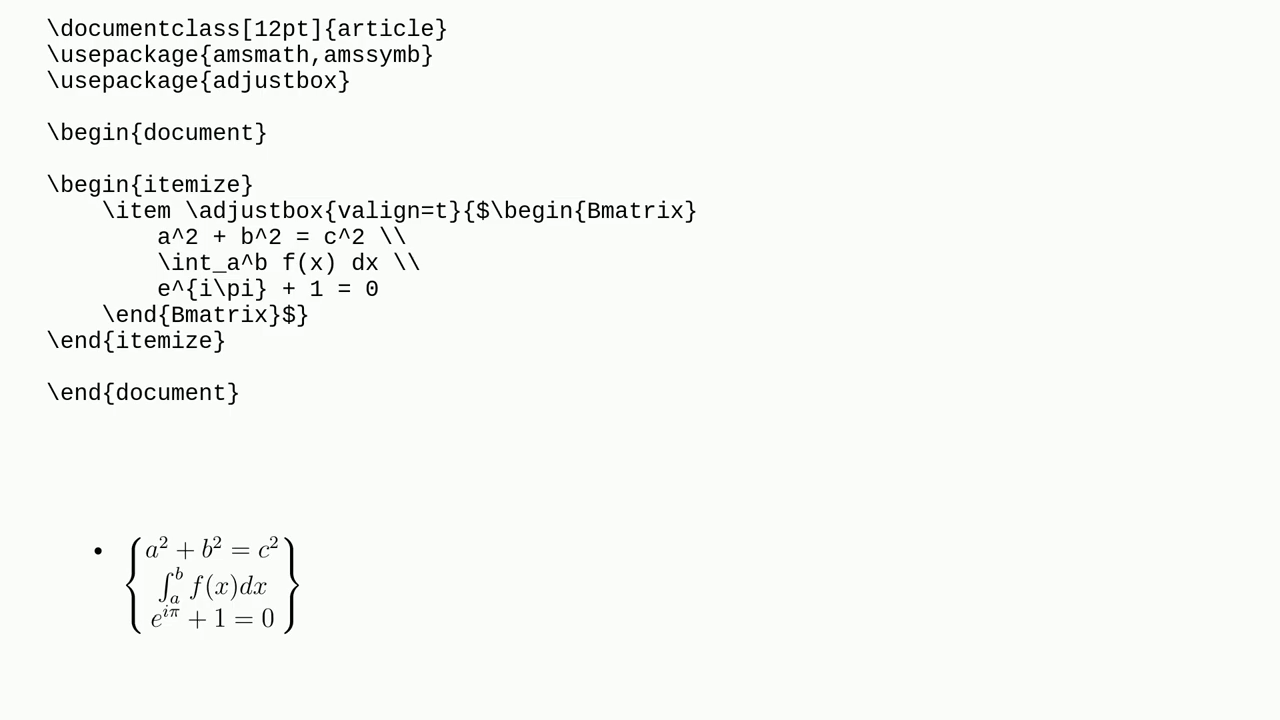 \documentclass[12pt]{article}
\usepackage{amsmath,amssymb}
\usepackage{adjustbox}

\begin{document}

\begin{itemize}
    \item \adjustbox{valign=t}{$\begin{Bmatrix}
        a^2 + b^2 = c^2 \\
        \int_a^b f(x) dx \\
        e^{i\pi} + 1 = 0
    \end{Bmatrix}$}
\end{itemize}

\end{document}

• { a² + b² = c²
∫ₐᵇ f(x)dx
e^{iπ} + 1 = 0 }